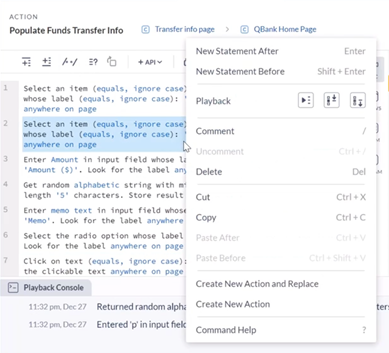 ACTION
Populate Funds Transfer Info
Transfer info page > QBank Home Page
+ API
1 Select an item (equals, ignore case)
whose label (equals, ignore case):
anywhere on page
2 Select an item (equals, ignore case)
whose label (equals, ignore case):
anywhere on page
3 Enter Amount in input field whose la
'Amount ($)'. Look for the label any
4 Get random alphabetic string with mi
length '5' characters. Store result
5 Enter memo text in input field whose
'Memo'. Look for the label anywhere
6 Select the radio option whose label
Look for the label anywhere on page
7 Click on text (equals, ignore case):
the clickable text anywhere on page
New Statement After Enter
New Statement Before Shift + Enter
Playback
Comment /
Uncomment Ctrl + /
Delete Del
Cut Ctrl + X
Copy Ctrl + C
Paste After Ctrl + V
Paste Before Ctrl + Shift + V
Create New Action and Replace
Create New Action
Command Help ?
Playback Console
11:32 pm, Dec 27 Returned random alpha
11:32 pm, Dec 27 Entered 'p' in input field